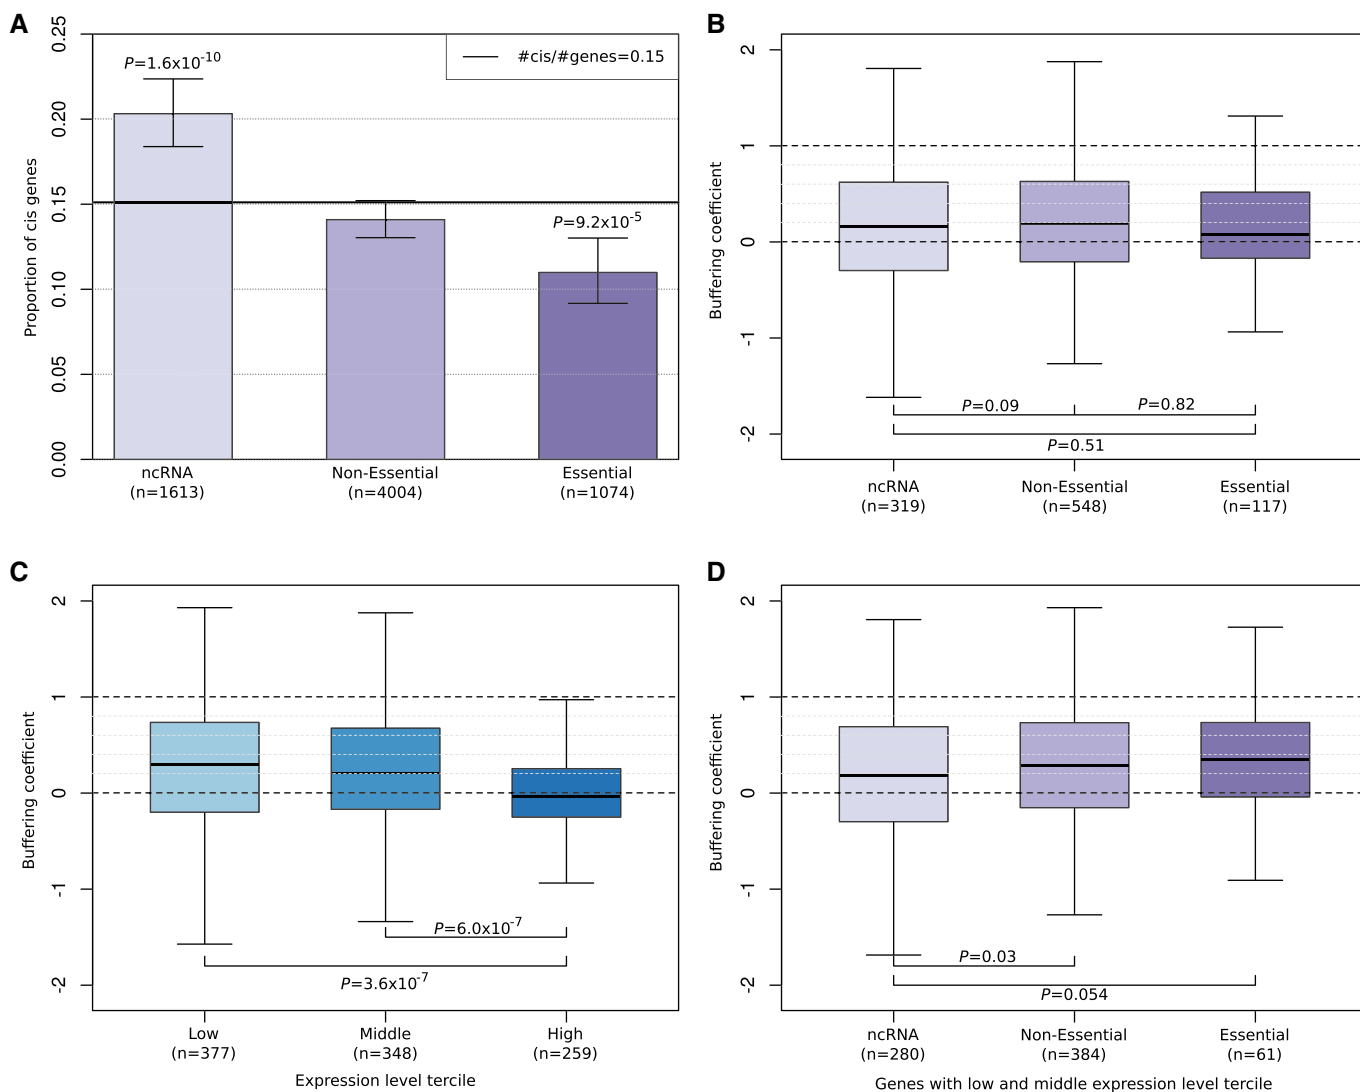 A
Proportion of cis genes
0.25
0.20
0.15
0.10
0.05
0.00
P=1.6x10-10
#cis/#genes=0.15
P=9.2x10-5
ncRNA
(n=1613)
Non-Essential
(n=4004)
Essential
(n=1074)
B
Buffering coefficient
2
1
0
-1
-2
P=0.09
P=0.82
P=0.51
ncRNA
(n=319)
Non-Essential
(n=548)
Essential
(n=117)
C
Buffering coefficient
2
1
0
-1
-2
P=6.0x10-7
P=3.6x10-7
Low
(n=377)
Middle
(n=348)
High
(n=259)
Expression level tercile
D
Buffering coefficient
2
1
0
-1
-2
P=0.03
P=0.054
ncRNA
(n=280)
Non-Essential
(n=384)
Essential
(n=61)
Genes with low and middle expression level tercile